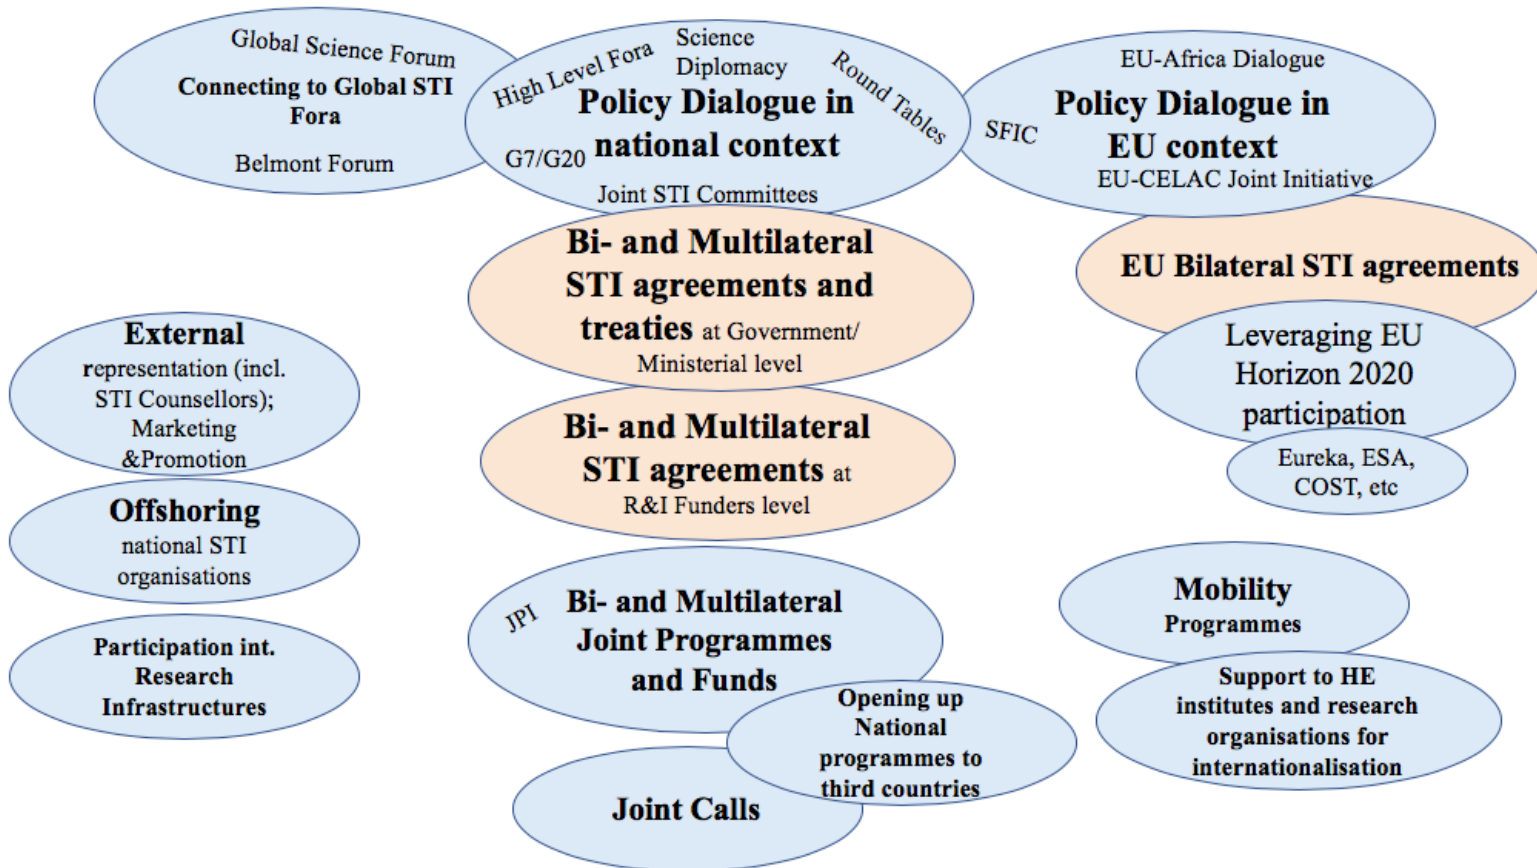 Global Science Forum
Connecting to Global STI
Fora
Belmont Forum
High Level Fora
Science
Diplomacy
Round Tables
Policy Dialogue in
national context
G7/G20
Joint STI Committees
EU-Africa Dialogue
SFIC
Policy Dialogue in
EU context
EU-CELAC Joint Initiative
Bi- and Multilateral
STI agreements and
treaties at Government/
Ministerial level
EU Bilateral STI agreements
Leveraging EU
Horizon 2020
participation
Eureka, ESA,
COST, etc
External
representation (incl.
STI Counsellors);
Marketing
&Promotion
Offshoring
national STI
organisations
Participation int.
Research
Infrastructures
Bi- and Multilateral
STI agreements at
R&I Funders level
JPI
Bi- and Multilateral
Joint Programmes
and Funds
Opening up
National
programmes to
third countries
Joint Calls
Mobility
Programmes
Support to HE
institutes and research
organisations for
internationalisation